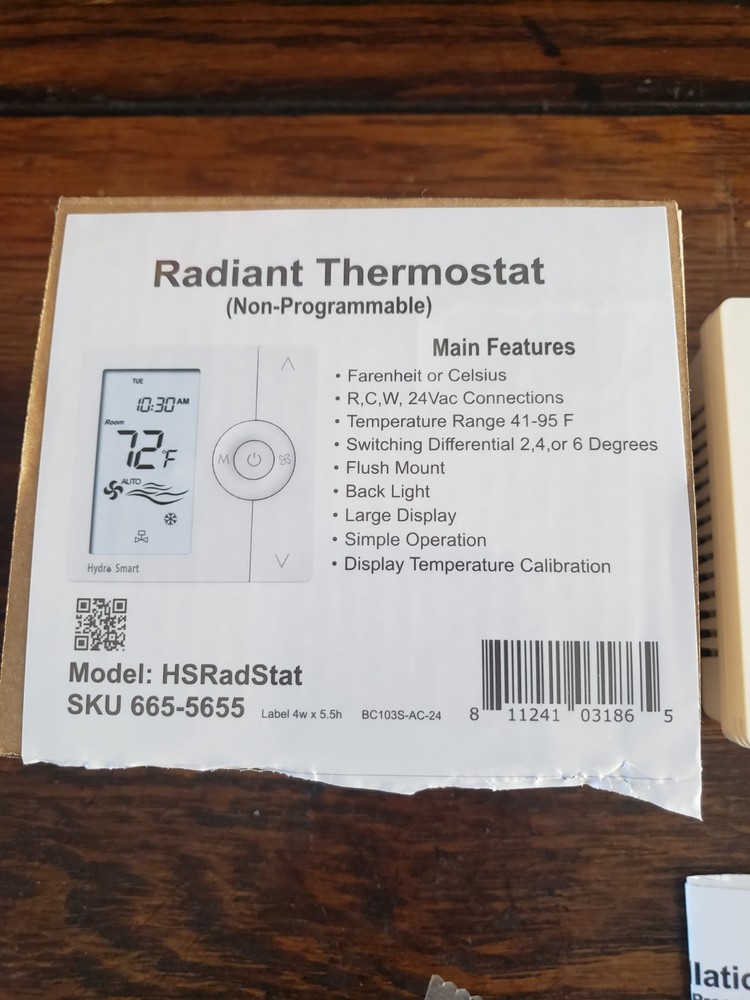 Radiant Thermostat
(Non-Programmable)
Main Features
• Farenheit or Celsius
• R,C,W, 24Vac Connections
• Temperature Range 41-95 F
• Switching Differential 2,4,or 6 Degrees
• Flush Mount
• Back Light
• Large Display
• Simple Operation
• Display Temperature Calibration
TUE
10:30 AM
Room
72°F
AUTO
M
Hydro Smart
Model: HSRadStat
SKU 665-5655
Label 4w x 5.5h
BC103S-AC-24
8 11241 03186 5